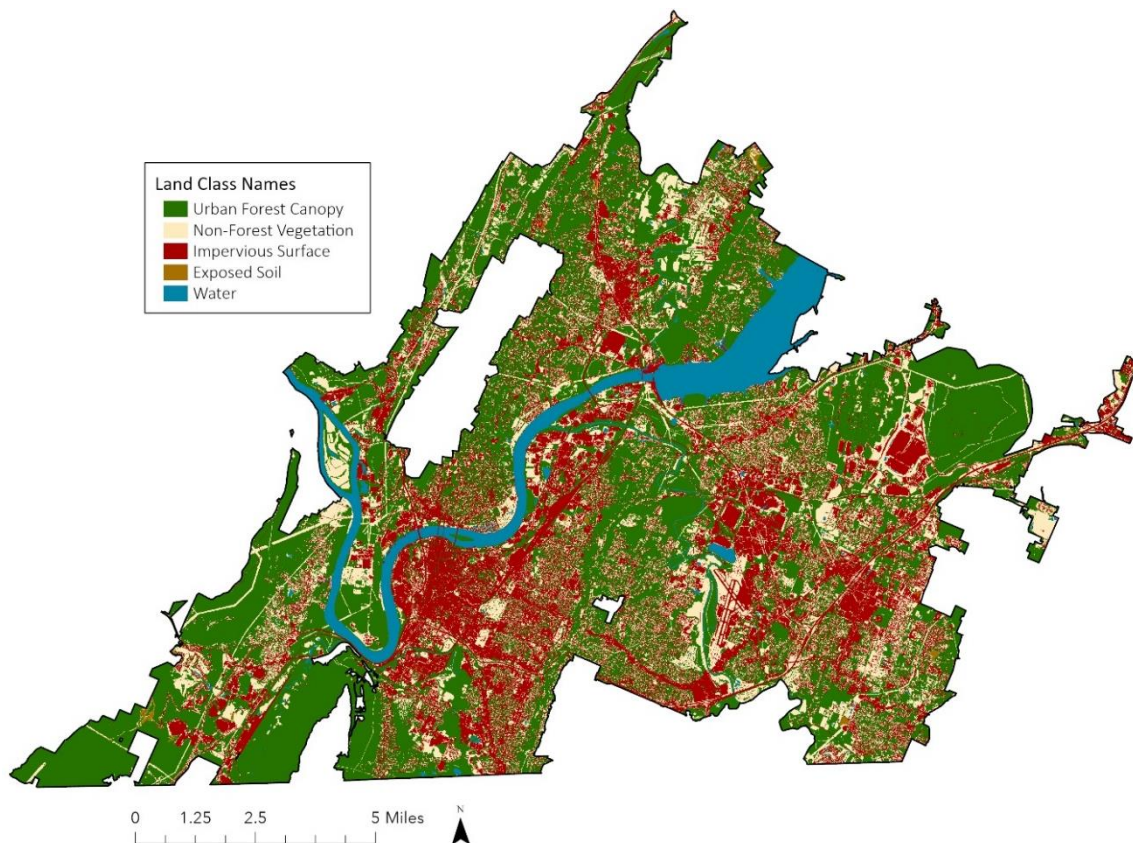 Land Class Names
Urban Forest Canopy
Non-Forest Vegetation
Impervious Surface
Exposed Soil
Water
0 1.25 2.5 5 Miles
N